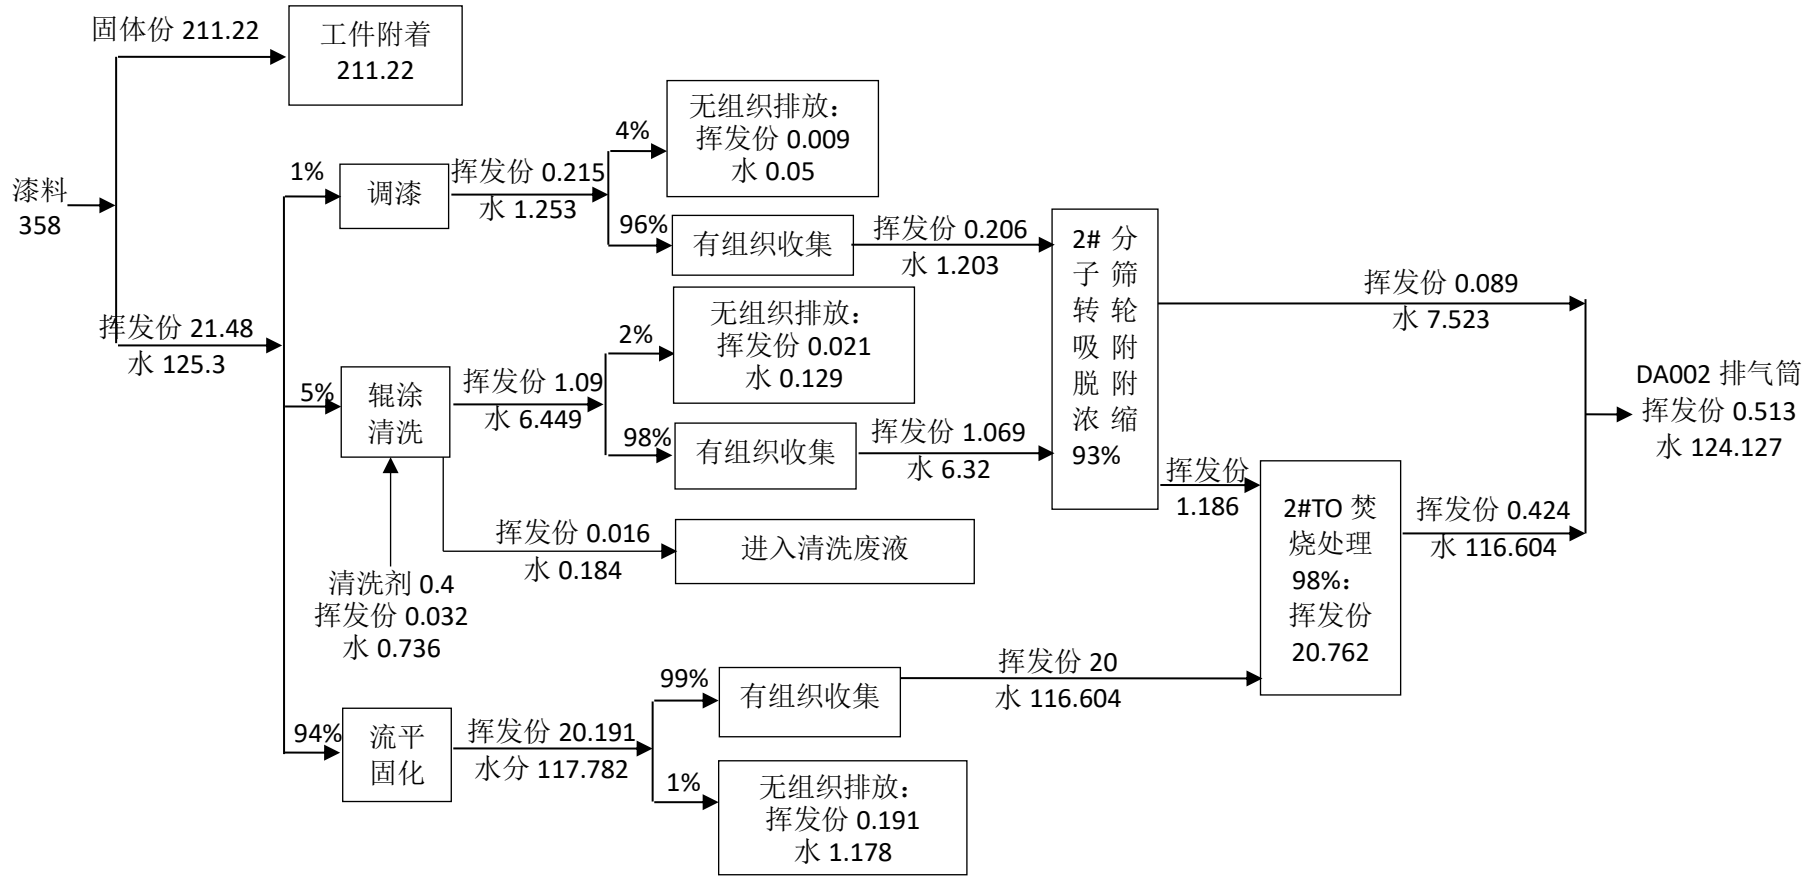 固体份 211.22
工件附着
211.22
漆料
358
挥发份 21.48
水 125.3
1%
调漆
挥发份 0.215
水 1.253
4%
无组织排放：
挥发份 0.009
水 0.05
96%
有组织收集
挥发份 0.206
水 1.203
5%
辊涂
清洗
挥发份 1.09
水 6.449
2%
无组织排放：
挥发份 0.021
水 0.129
98%
有组织收集
挥发份 1.069
水 6.32
挥发份 0.016
水 0.184
进入清洗废液
清洗剂 0.4
挥发份 0.032
水 0.736
94%
流平
固化
挥发份 20.191
水分 117.782
99%
有组织收集
挥发份 20
水 116.604
1%
无组织排放：
挥发份 0.191
水 1.178
2# 分
子 筛
转 轮
吸 附
脱 附
浓 缩
93%
挥发份 0.089
水 7.523
挥发份
1.186
2#TO 焚
烧处理
98%：
挥发份
20.762
挥发份 0.424
水 116.604
DA002 排气筒
挥发份 0.513
水 124.127